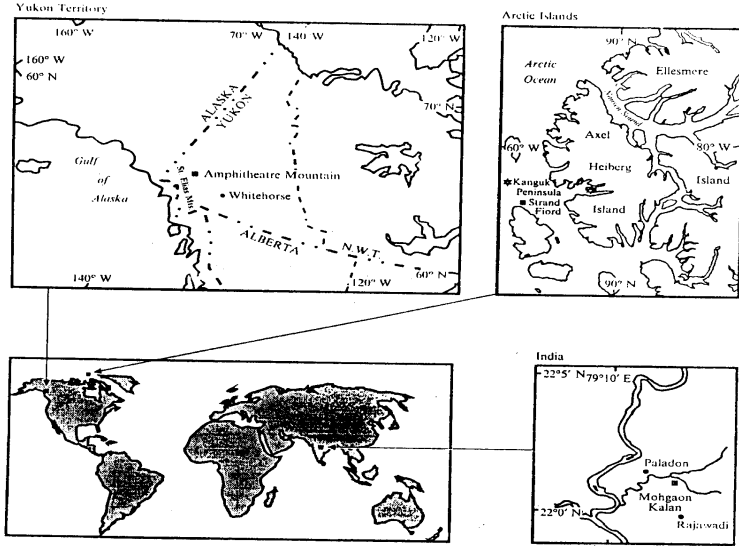 Yukon Territory
160° W
70° W
140° W
120° W
160° W
60° N
70° N
ALASKA
YUKON
Gulf
of
Alaska
St. Elias Mts
Amphitheatre Mountain
Whitehorse
ALBERTA
N.W.T.
60° N
140° W
120° W
Arctic Islands
90° N
Arctic
Ocean
Ellesmere
Nansen Sound
Axel
60° W
80° W
Heiberg
Kanguk
Peninsula
Island
Strand
Fiord
Island
90° N
India
22°5′ N
79°10′ E
Paladon
Mohgaon
Kalan
22°0′ N
Rajawadi